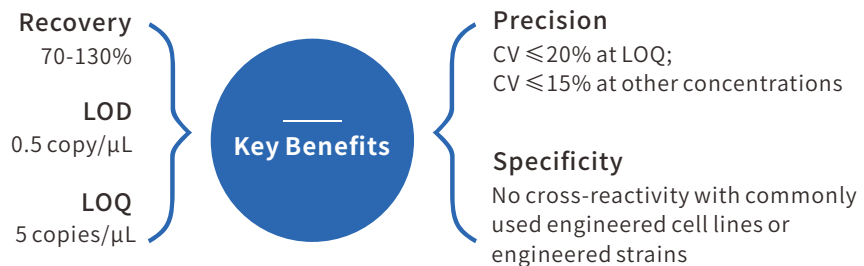 Recovery
70-130%
LOD
0.5 copy/μL
LOQ
5 copies/μL
Key Benefits
Precision
CV ≤20% at LOQ;
CV ≤15% at other concentrations
Specificity
No cross-reactivity with commonly
used engineered cell lines or
engineered strains